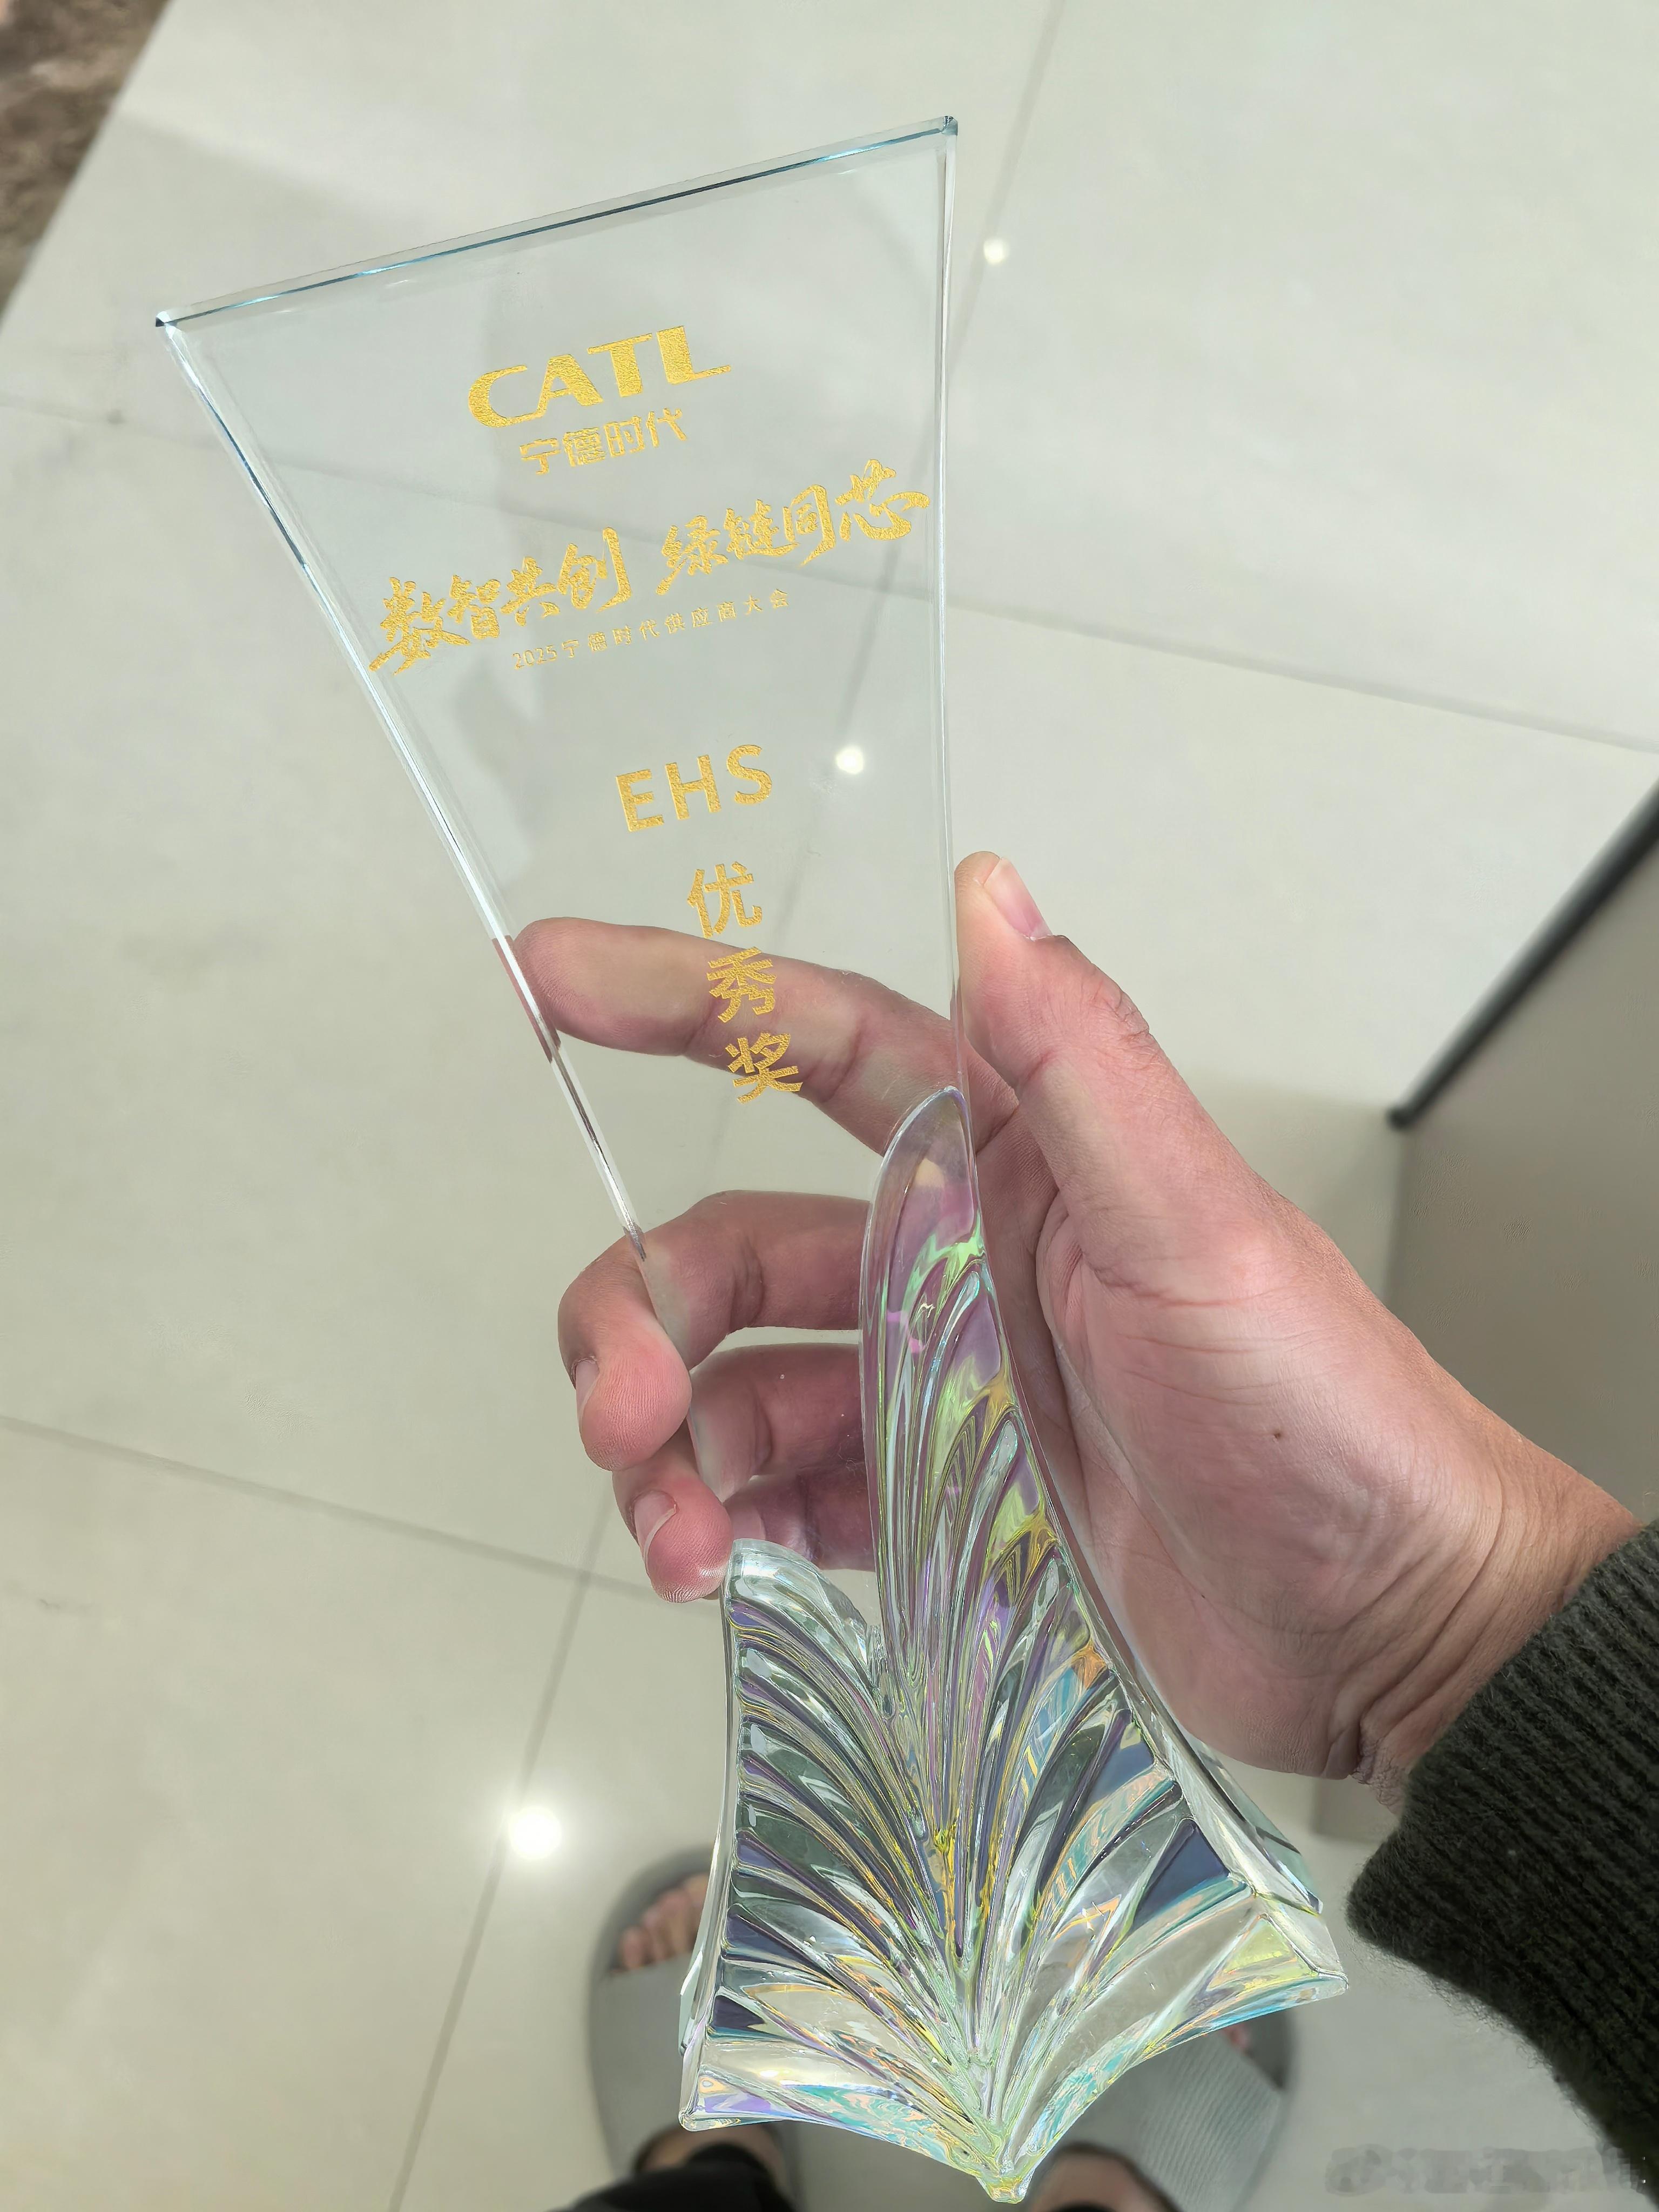 CATL
宁德时代
数智共创 绿链同芯
2025宁德时代供应商大会
EHS
优
秀
奖